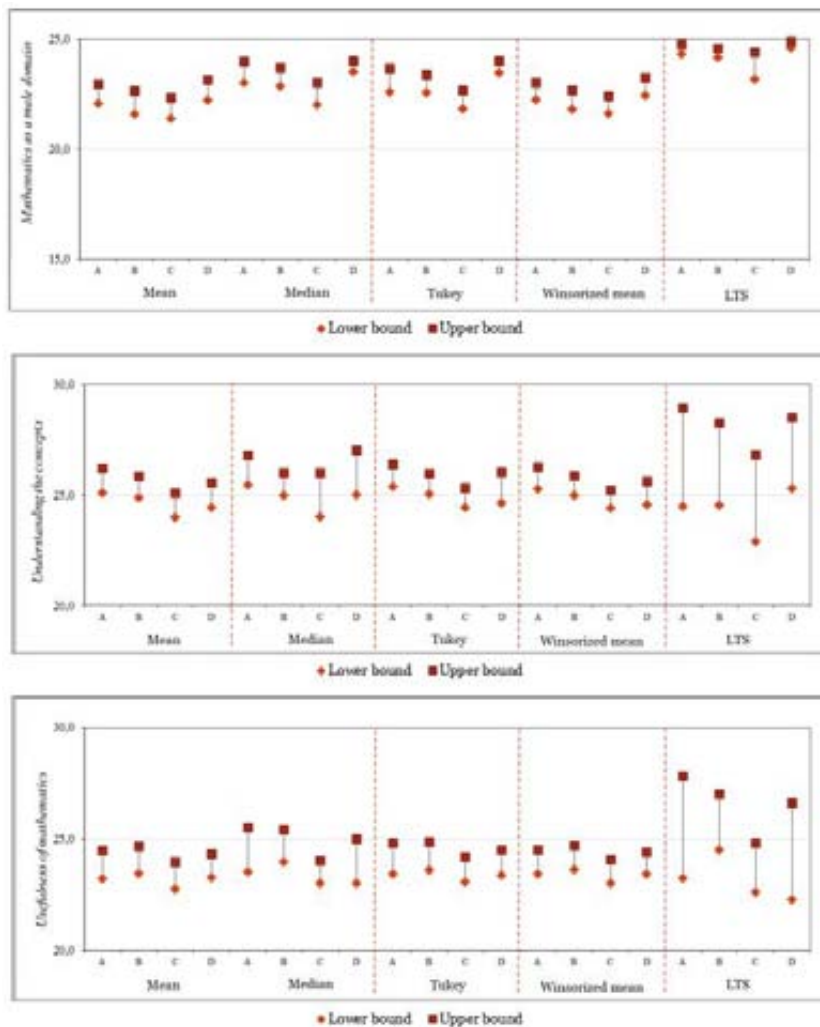 Mathematics as a male domain
25,0
20,0
15,0
A B C D A B C D A B C D A B C D A B C D
Mean Median Tukey Winsorized mean LTS
Lower bound Upper bound
Understanding the concepts
30,0
25,0
20,0
A B C D A B C D A B C D A B C D A B C D
Mean Median Tukey Winsorized mean LTS
Lower bound Upper bound
Usefulness of mathematics
30,0
25,0
20,0
A B C D A B C D A B C D A B C D A B C D
Mean Median Tukey Winsorized mean LTS
Lower bound Upper bound